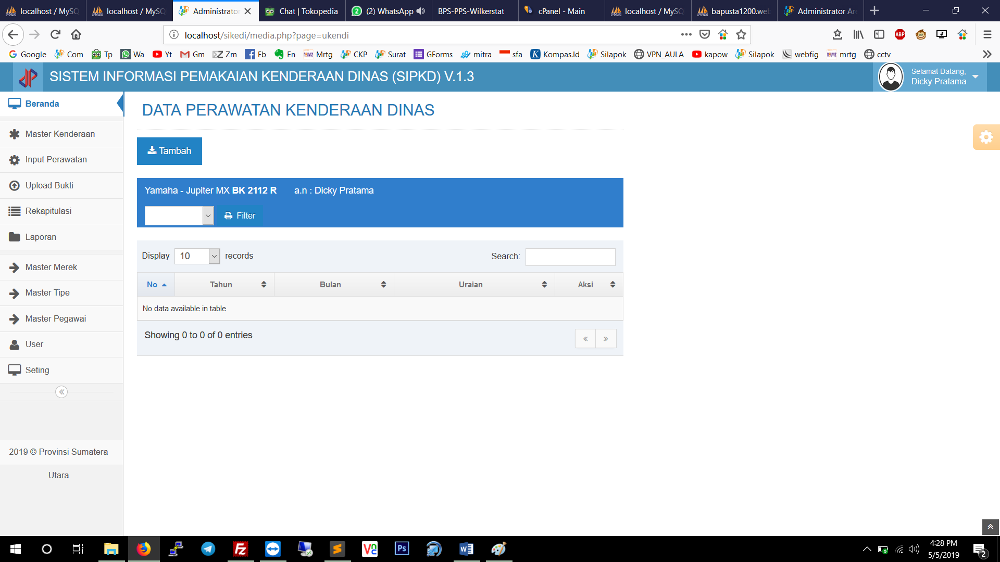 localhost / MySQ
localhost / MySQ
Administrator
Chat | Tokopedia
(2) WhatsApp
BPS-PPS-Wilkerstat
cPanel - Main
localhost / MySQ
bapusta1200.web
Administrator Are
localhost/sikedi/media.php?page=ukendi
Google
Com
Tp
Wa
Yt
Gm
Zm
Fb
En
Mrtg
CKP
Surat
GForms
mitra
sfa
Kompas.Id
Silapok
VPN_AULA
kapow
Silapok
webfig
mrtg
cctv
SISTEM INFORMASI PEMAKAIAN KENDERAAN DINAS (SIPKD) V.1.3
Selamat Datang,
Dicky Pratama
Beranda
Master Kenderaan
Input Perawatan
Upload Bukti
Rekapitulasi
Laporan
Master Merek
Master Tipe
Master Pegawai
User
Seting
2019 © Provinsi Sumatera
Utara
DATA PERAWATAN KENDERAAN DINAS
Tambah
Yamaha - Jupiter MX BK 2112 R a.n : Dicky Pratama
Filter
Display 10 records
Search:
No Tahun Bulan Uraian Aksi
No data available in table
Showing 0 to 0 of 0 entries
« »
4:28 PM
5/5/2019
2